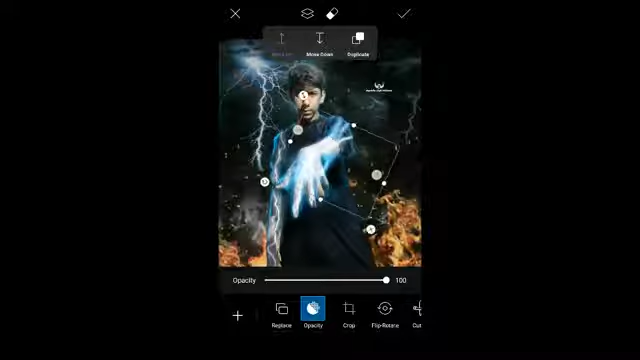 Move Down
Duplicate
Opacity
100
Replace
Opacity
Crop
Flip-Rotate
Cut